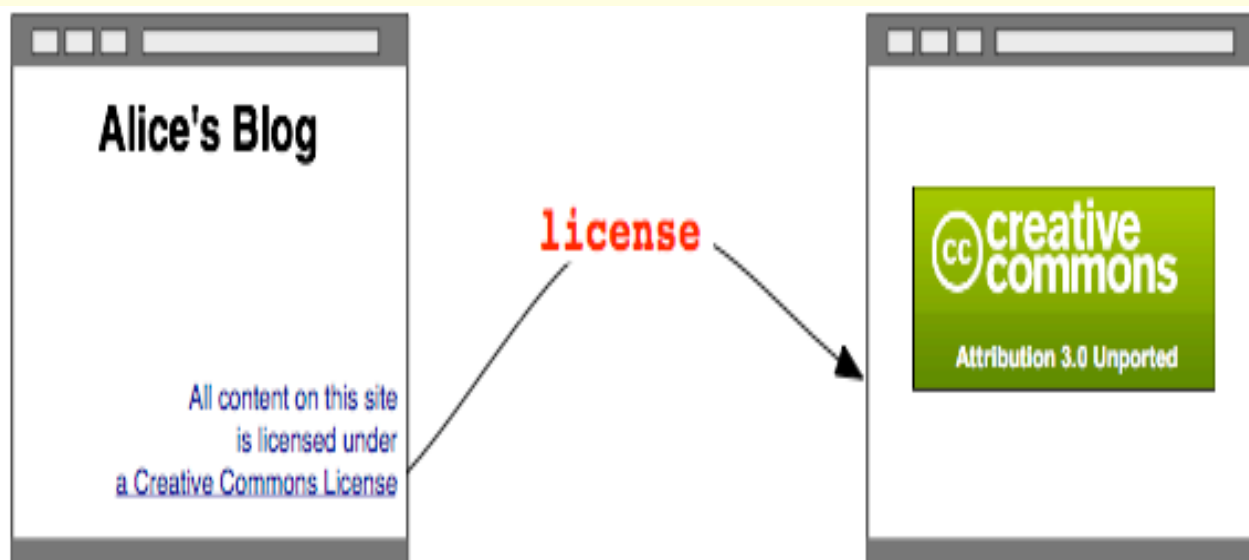 Alice's Blog
All content on this site
is licensed under
a Creative Commons License
license
cc creative
commons
Attribution 3.0 Unported